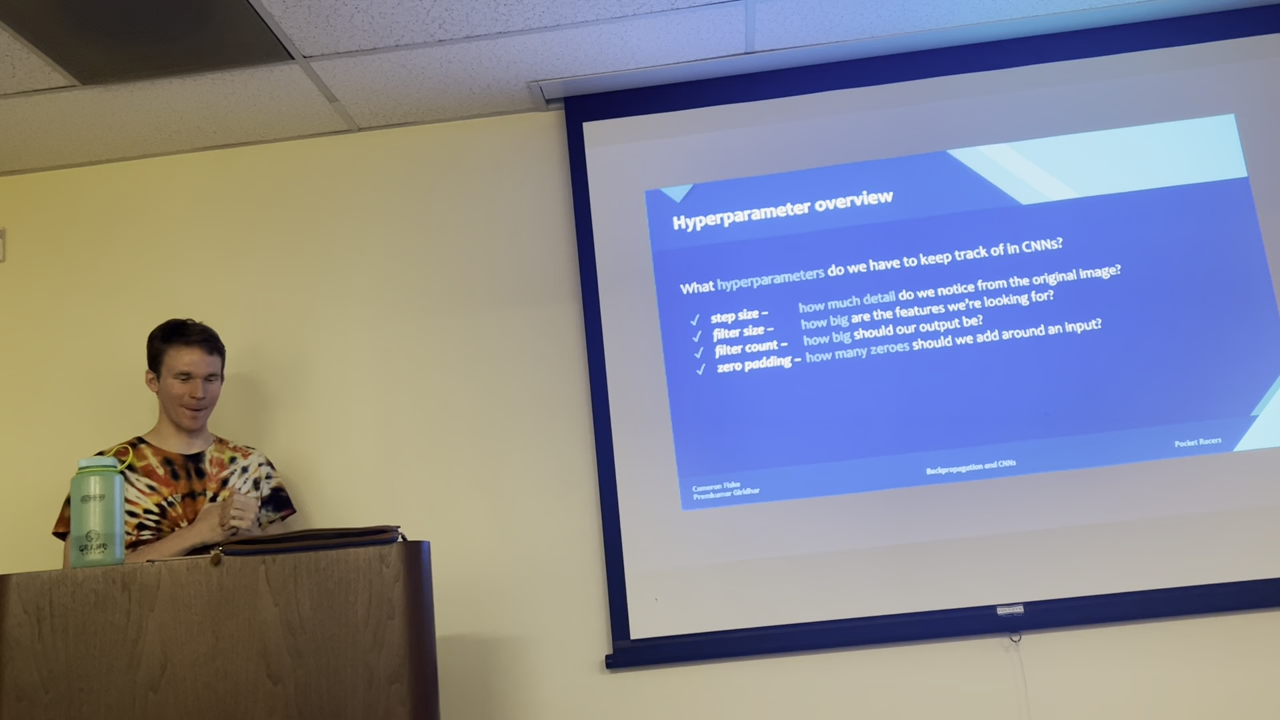 Hyperparameter overview
What hyperparameters do we have to keep track of in CNNs?
✓ step size – how much detail do we notice from the original image?
✓ filter size – how big are the features we're looking for?
✓ filter count – how big should our output be?
✓ zero padding – how many zeroes should we add around an input?
Cameron Fiske
Premkumar Giridhar
Backpropagation and CNNs
Pocket Racers